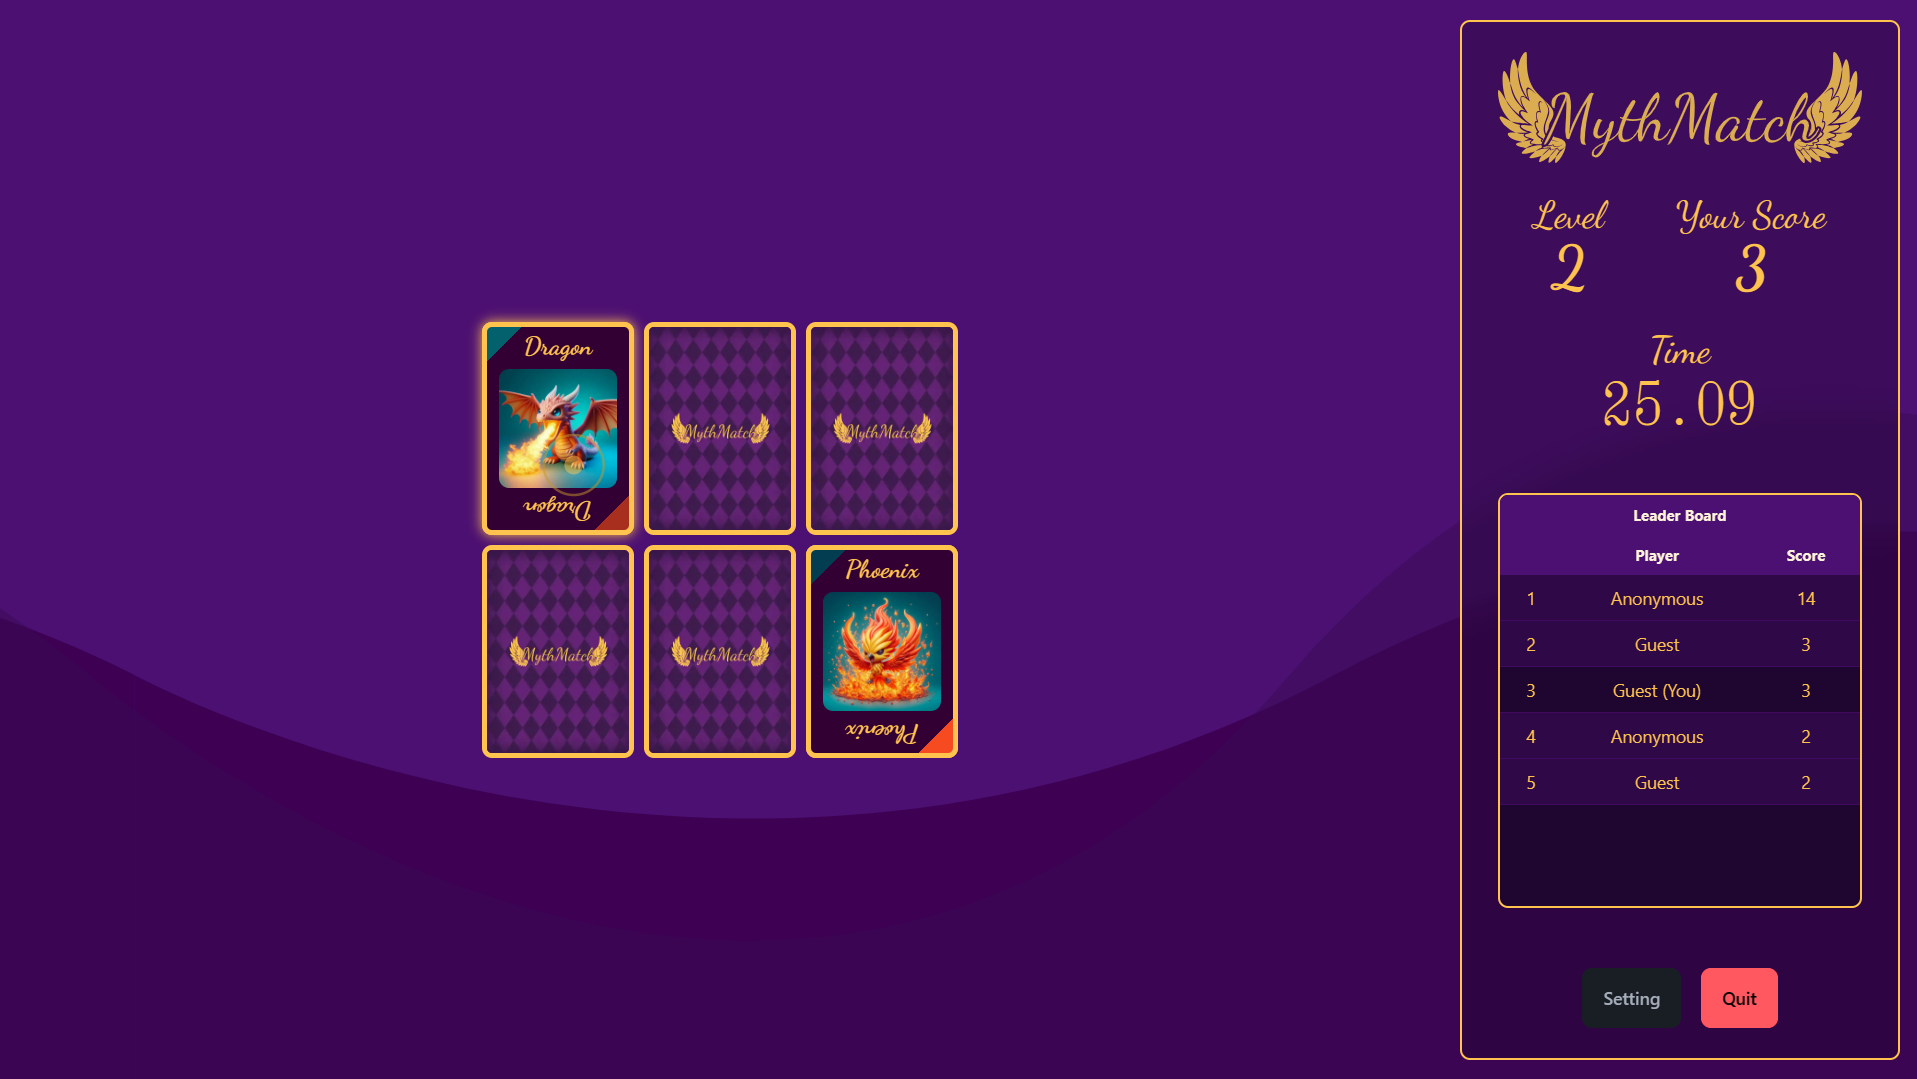 MythMatch
Level
2
Your Score
3
Time
25.09
Dragon
Dragon
MythMatch
MythMatch
MythMatch
MythMatch
Phoenix
Phoenix
Leader Board
Player Score
1 Anonymous 14
2 Guest 3
3 Guest (You) 3
4 Anonymous 2
5 Guest 2
Setting
Quit